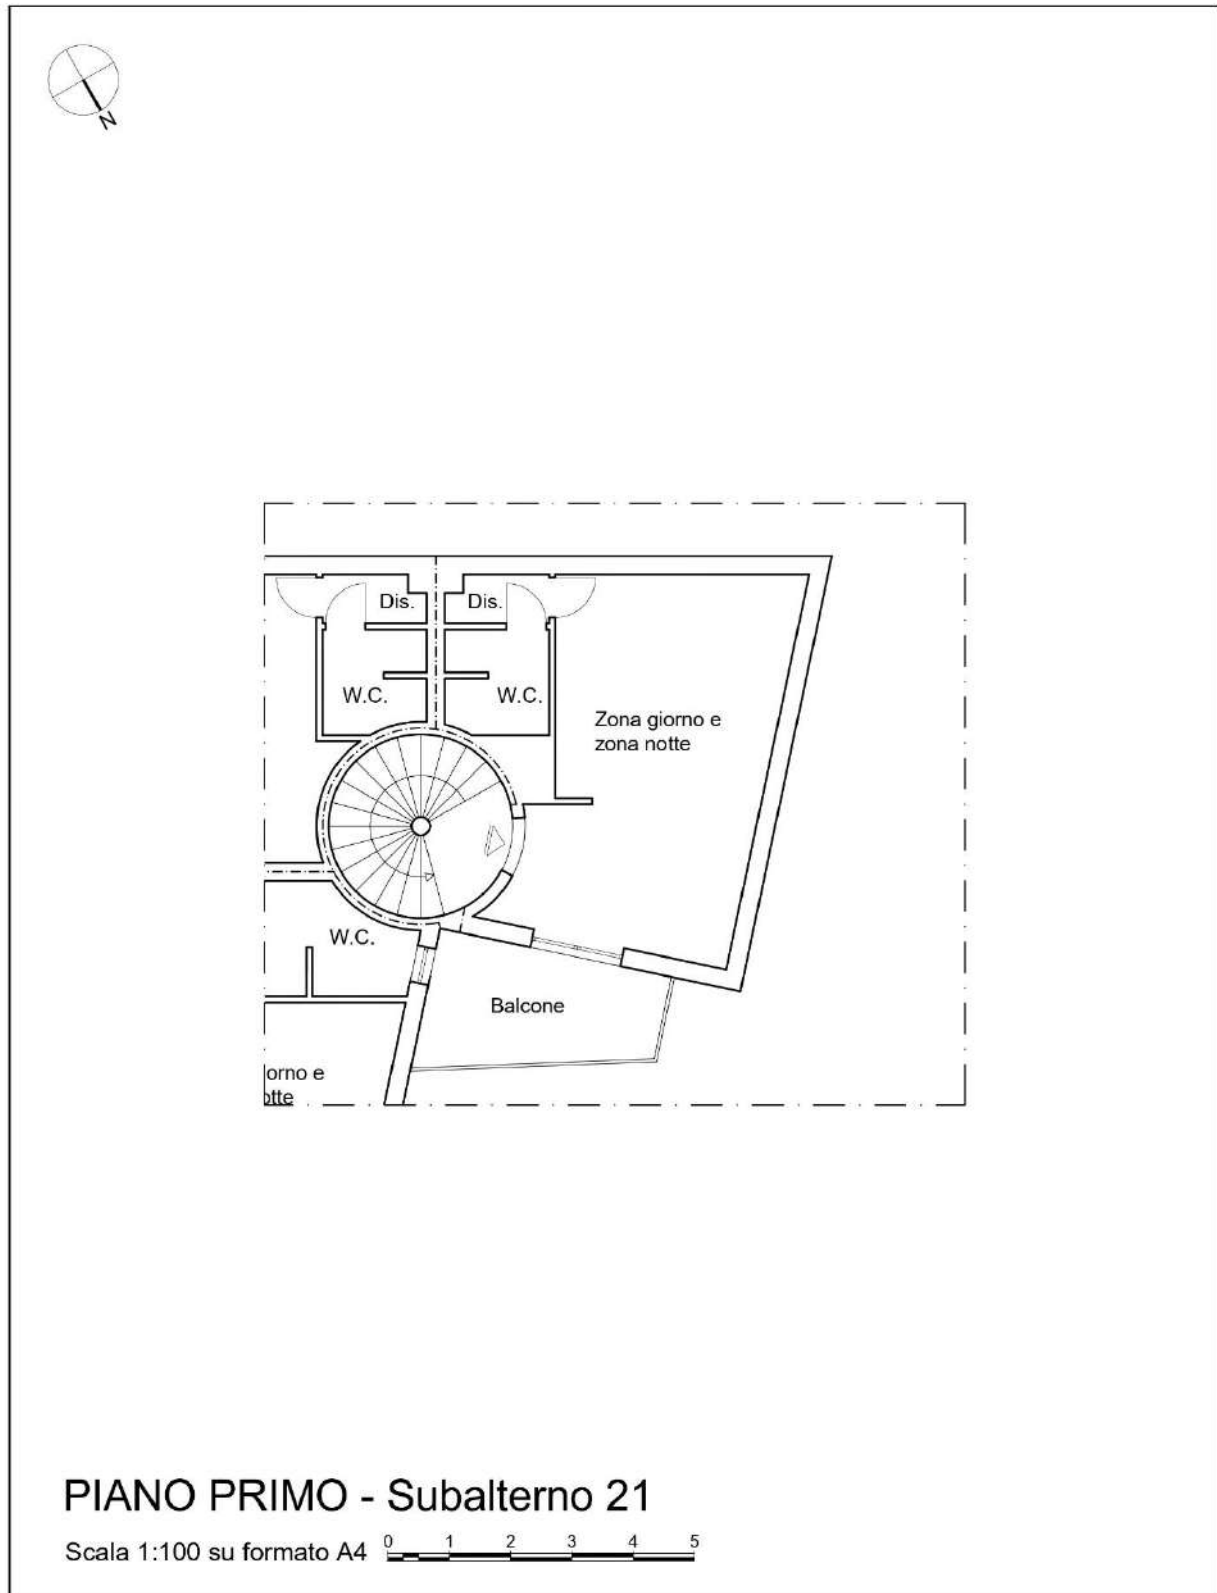 N
Dis.
Dis.
W.C.
W.C.
Zona giorno e
zona notte
W.C.
Balcone
orno e
otte
PIANO PRIMO - Subalterno 21
Scala 1:100 su formato A4
0 1 2 3 4 5